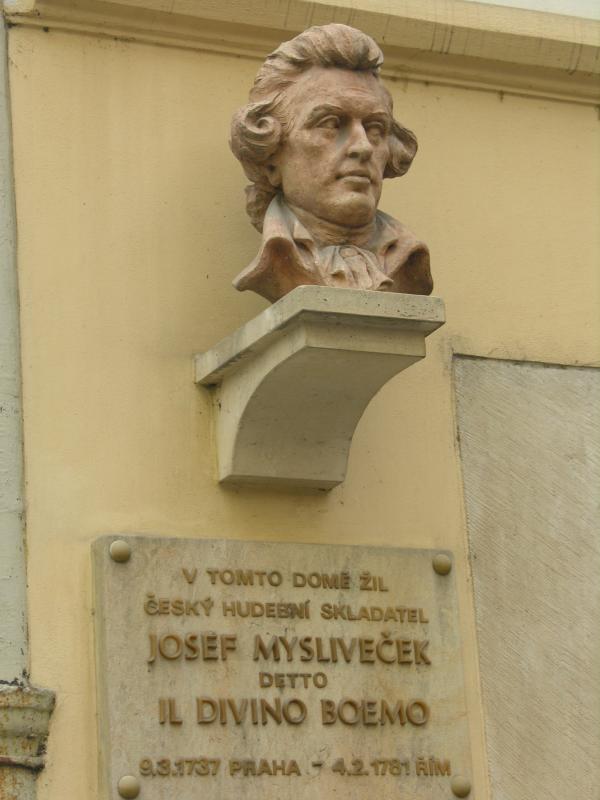 V TOMTO DOMĚ ŽIL
ČESKÝ HUDEBNÍ SKLADATEL
JOSEF MYSLIVEČEK
DETTO
IL DIVINO BOEMO
9.3.1737 PRAHA - 4.2.1781 ŘÍM